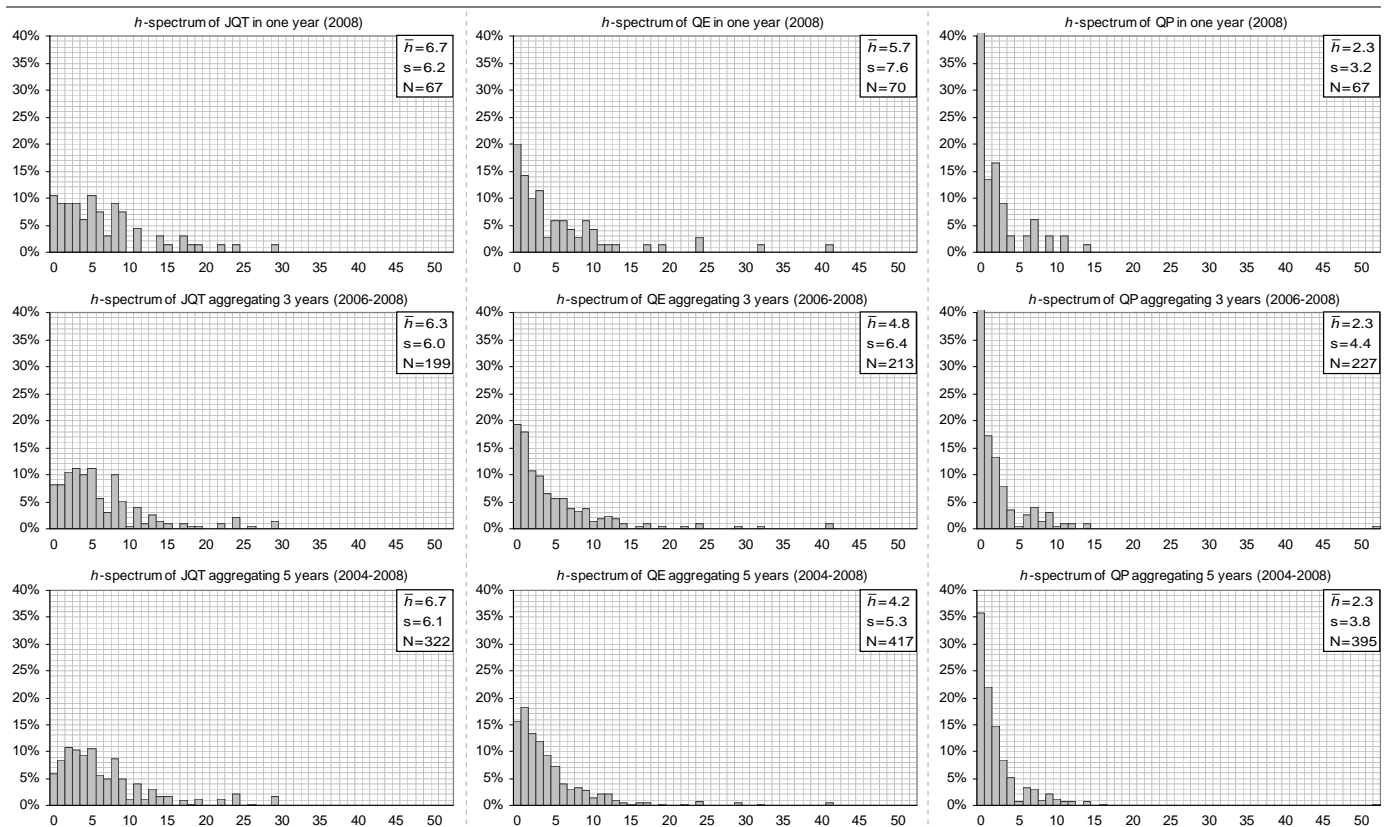 h-spectrum of JQT in one year (2008)
40%
35%
30%
25%
20%
15%
10%
5%
0%
0 5 10 15 20 25 30 35 40 45 50
h̅=6.7
s=6.2
N=67
h-spectrum of QE in one year (2008)
40%
35%
30%
25%
20%
15%
10%
5%
0%
0 5 10 15 20 25 30 35 40 45 50
h̅=5.7
s=7.6
N=70
h-spectrum of QP in one year (2008)
40%
35%
30%
25%
20%
15%
10%
5%
0%
0 5 10 15 20 25 30 35 40 45 50
h̅=2.3
s=3.2
N=67
h-spectrum of JQT aggregating 3 years (2006-2008)
40%
35%
30%
25%
20%
15%
10%
5%
0%
0 5 10 15 20 25 30 35 40 45 50
h̅=6.3
s=6.0
N=199
h-spectrum of QE aggregating 3 years (2006-2008)
40%
35%
30%
25%
20%
15%
10%
5%
0%
0 5 10 15 20 25 30 35 40 45 50
h̅=4.8
s=6.4
N=213
h-spectrum of QP aggregating 3 years (2006-2008)
40%
35%
30%
25%
20%
15%
10%
5%
0%
0 5 10 15 20 25 30 35 40 45 50
h̅=2.3
s=4.4
N=227
h-spectrum of JQT aggregating 5 years (2004-2008)
40%
35%
30%
25%
20%
15%
10%
5%
0%
0 5 10 15 20 25 30 35 40 45 50
h̅=6.7
s=6.1
N=322
h-spectrum of QE aggregating 5 years (2004-2008)
40%
35%
30%
25%
20%
15%
10%
5%
0%
0 5 10 15 20 25 30 35 40 45 50
h̅=4.2
s=5.3
N=417
h-spectrum of QP aggregating 5 years (2004-2008)
40%
35%
30%
25%
20%
15%
10%
5%
0%
0 5 10 15 20 25 30 35 40 45 50
h̅=2.3
s=3.8
N=395